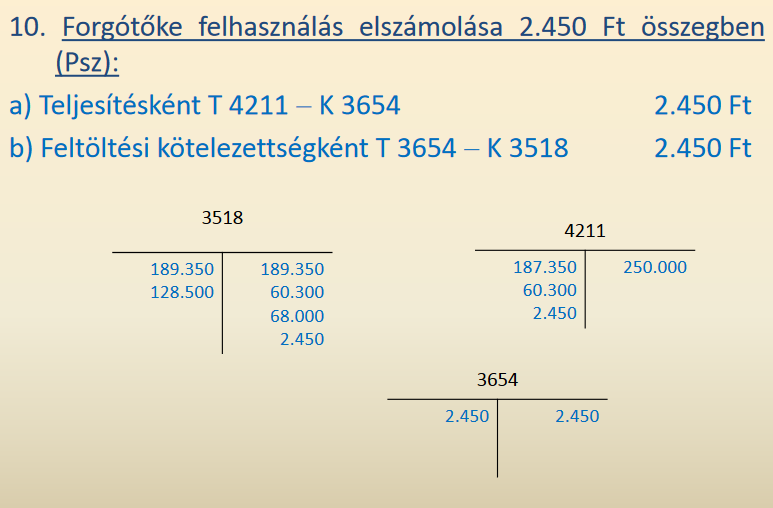 10. Forgótőke felhasználás elszámolása 2.450 Ft összegben
(Psz):
a) Teljesítésként T 4211 – K 3654 2.450 Ft
b) Feltöltési kötelezettségként T 3654 – K 3518 2.450 Ft
3518
189.350 189.350
128.500 60.300
68.000
2.450
4211
187.350 250.000
60.300
2.450
3654
2.450 2.450